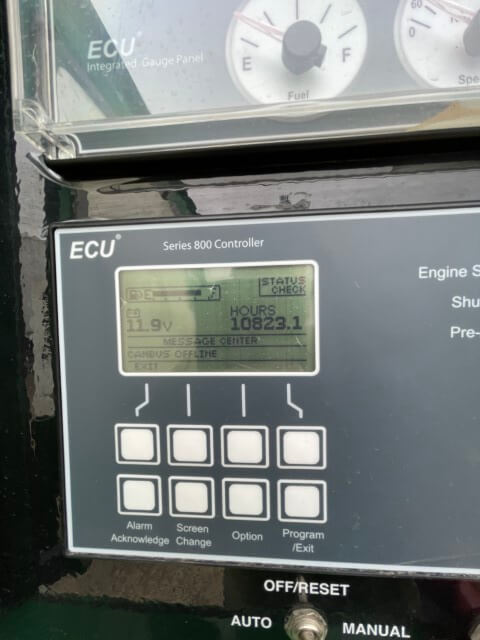 ECU®
Integrated Gauge Panel
E F
Fuel
60
0
Spe
ECU®
Series 800 Controller
Engine S
Shu
Pre-
E F
STATUS
CHECK
HOURS
11.9V 10823.1
MESSAGE CENTER
CANBUS OFFLINE
EXIT
Alarm
Acknowledge
Screen
Change
Option
Program
/Exit
OFF/RESET
AUTO MANUAL